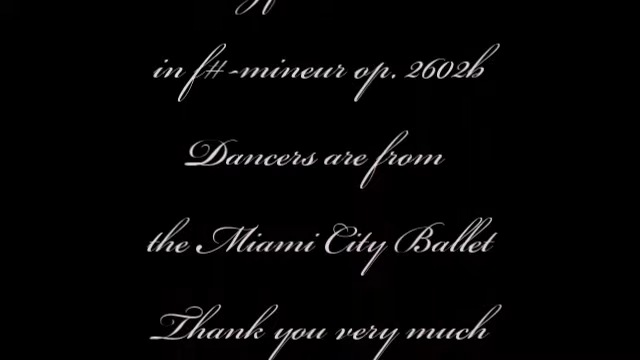 in f#-mineur op. 2602b
Dancers are from
the Miami City Ballet
Thank you very much